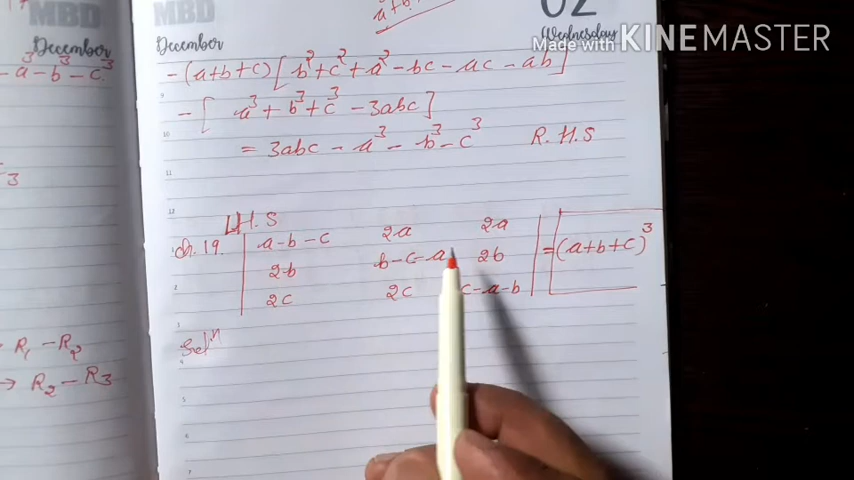 MBD
MBD
02
December
December
Wednesday
Made with KINEMASTER
-a³-b³-c³
-(a+b+c)[b²+c²+a²-bc-ac-ab]
-[a³+b³+c³-3abc]
= 3abc - a³ - b³ - c³ R.H.S
L.H.S
19. | a-b-c 2a 2a |
| 2b b-c-a 2b | = (a+b+c)³
| 2c 2c c-a-b |
Solⁿ
R₁ - R₂
→ R₂ - R₃